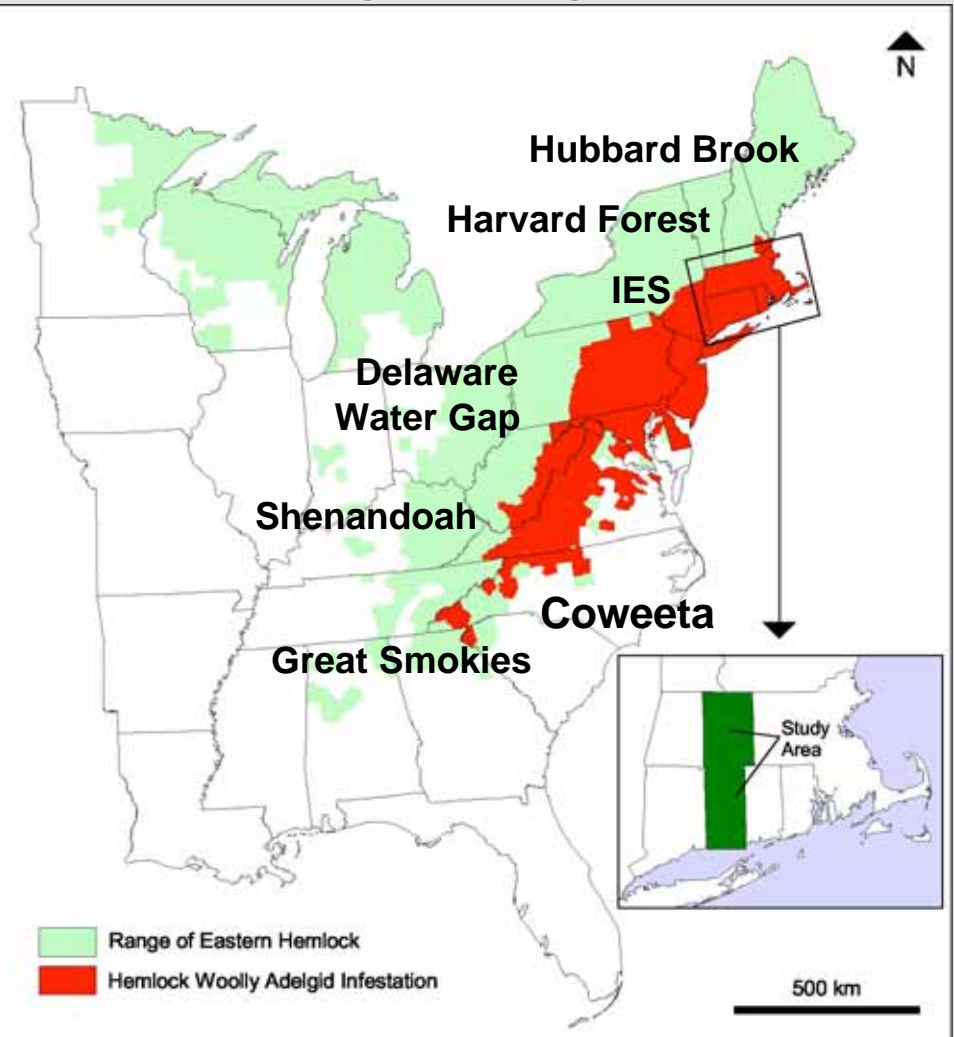 N
Hubbard Brook
Harvard Forest
IES
Delaware
Water Gap
Shenandoah
Coweeta
Great Smokies
Study
Area
Range of Eastern Hemlock
Hemlock Woolly Adelgid Infestation
500 km